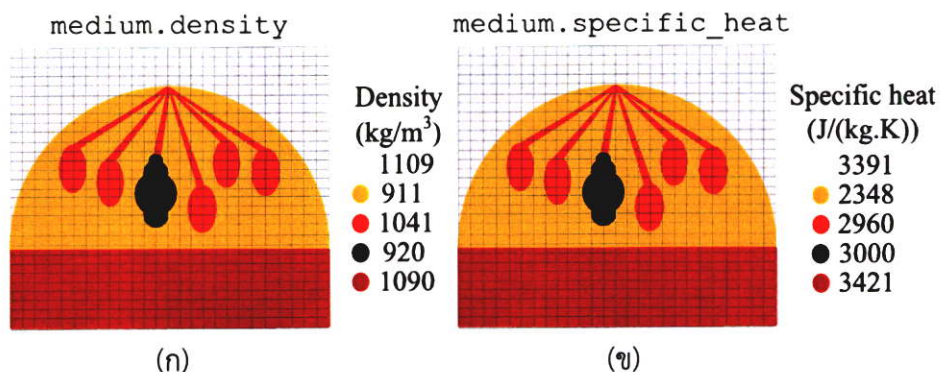 medium.density
Density
(kg/m³)
1109
911
1041
920
1090
(ก)
medium.specific_heat
Specific heat
(J/(kg.K))
3391
2348
2960
3000
3421
(ข)